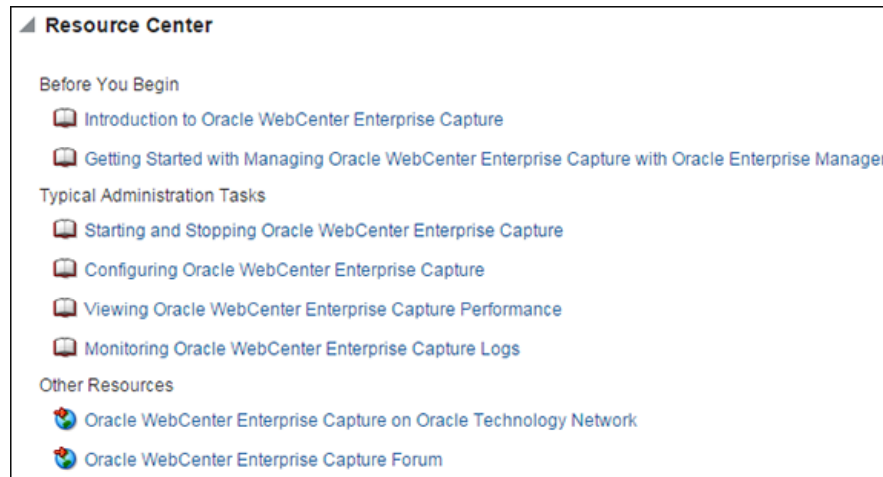 Resource Center
Before You Begin
Introduction to Oracle WebCenter Enterprise Capture
Getting Started with Managing Oracle WebCenter Enterprise Capture with Oracle Enterprise Manager
Typical Administration Tasks
Starting and Stopping Oracle WebCenter Enterprise Capture
Configuring Oracle WebCenter Enterprise Capture
Viewing Oracle WebCenter Enterprise Capture Performance
Monitoring Oracle WebCenter Enterprise Capture Logs
Other Resources
Oracle WebCenter Enterprise Capture on Oracle Technology Network
Oracle WebCenter Enterprise Capture Forum